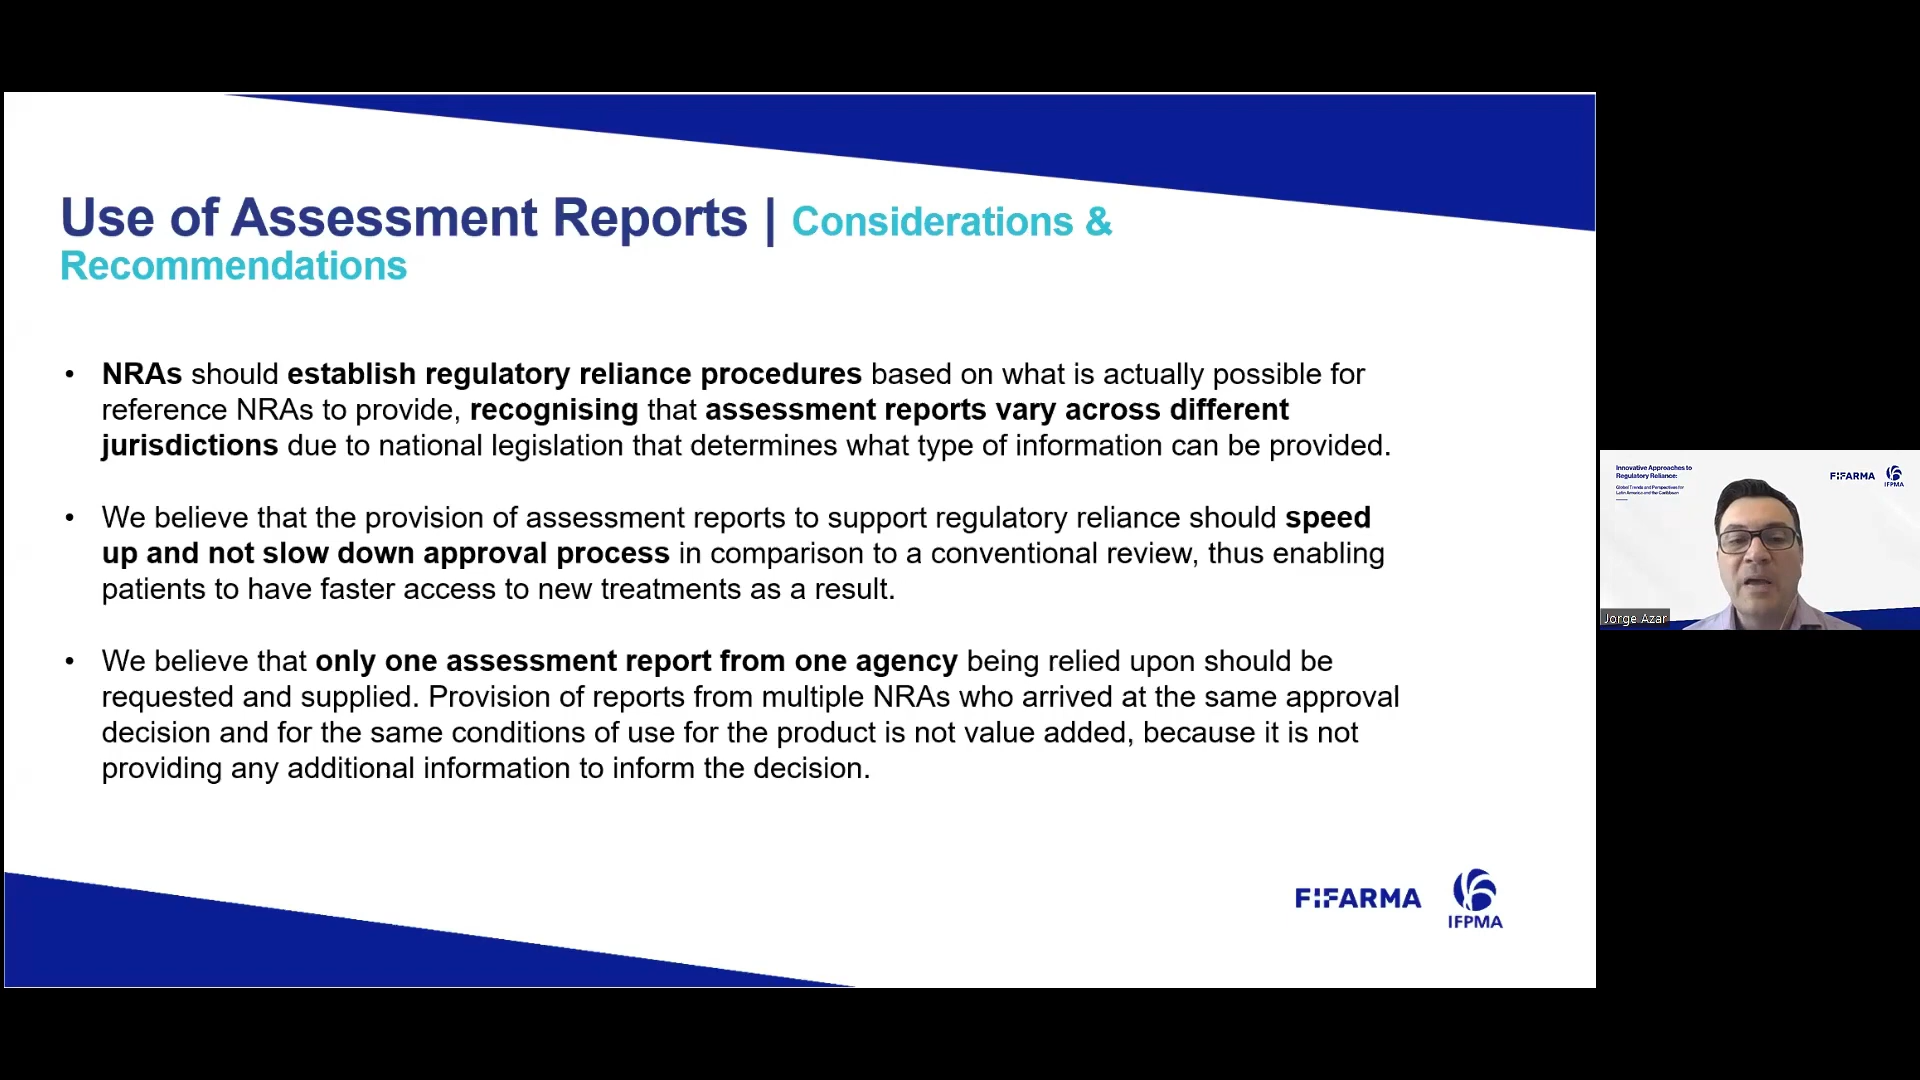 Use of Assessment Reports | Considerations &
Recommendations
• NRAs should establish regulatory reliance procedures based on what is actually possible for
reference NRAs to provide, recognising that assessment reports vary across different
jurisdictions due to national legislation that determines what type of information can be provided.
• We believe that the provision of assessment reports to support regulatory reliance should speed
up and not slow down approval process in comparison to a conventional review, thus enabling
patients to have faster access to new treatments as a result.
• We believe that only one assessment report from one agency being relied upon should be
requested and supplied. Provision of reports from multiple NRAs who arrived at the same approval
decision and for the same conditions of use for the product is not value added, because it is not
providing any additional information to inform the decision.
FIFARMA
IFPMA
Innovative Approaches to
Regulatory Reliance:
Global Trends and Perspectives for
Latin America and the Caribbean
FIFARMA
IFPMA
Jorge Azar